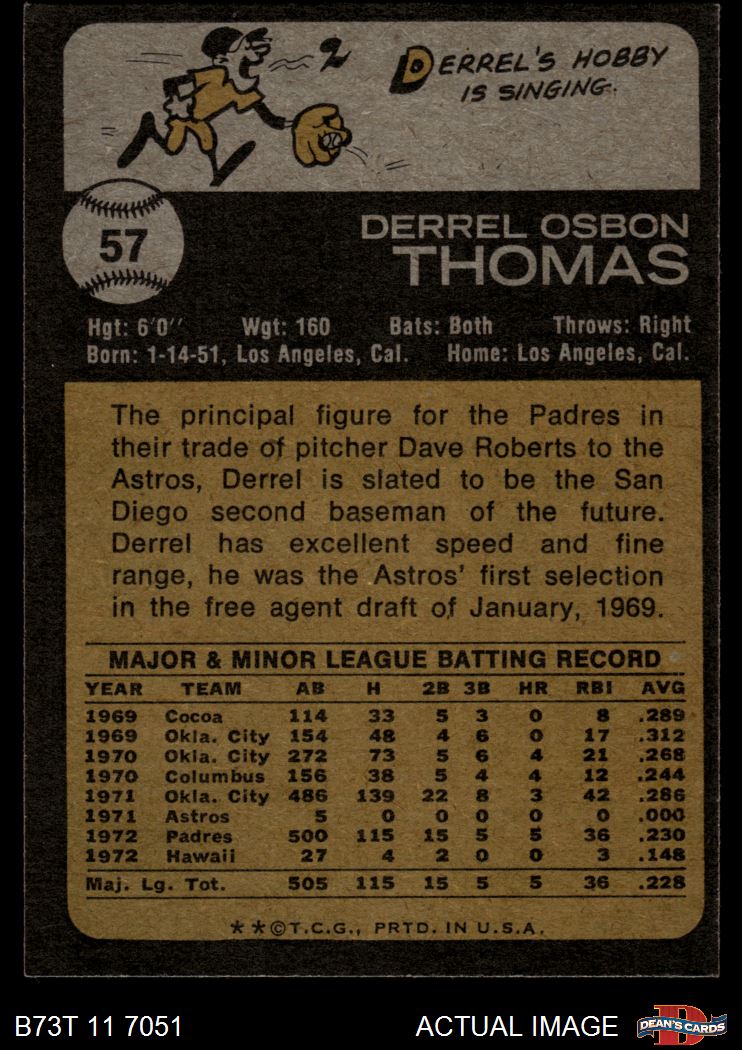 DERREL'S HOBBY
IS SINGING.
57
DERREL OSBON
THOMAS
Hgt: 6'0'' Wgt: 160 Bats: Both Throws: Right
Born: 1-14-51, Los Angeles, Cal. Home: Los Angeles, Cal.
The principal figure for the Padres in
their trade of pitcher Dave Roberts to the
Astros, Derrel is slated to be the San
Diego second baseman of the future.
Derrel has excellent speed and fine
range, he was the Astros' first selection
in the free agent draft of January, 1969.
MAJOR & MINOR LEAGUE BATTING RECORD
YEAR TEAM AB H 2B 3B HR RBI AVG
1969 Cocoa 114 33 5 3 0 8 .289
1969 Okla. City 154 48 4 6 0 17 .312
1970 Okla. City 272 73 5 6 4 21 .268
1970 Columbus 156 38 5 4 4 12 .244
1971 Okla. City 486 139 22 8 3 42 .286
1971 Astros 5 0 0 0 0 0 .000
1972 Padres 500 115 15 5 5 36 .230
1972 Hawaii 27 4 2 0 0 3 .148
Maj. Lg. Tot. 505 115 15 5 5 36 .228
**©T.C.G., PRTD. IN U.S.A.
B73T 11 7051 ACTUAL IMAGE DEAN'S CARDS